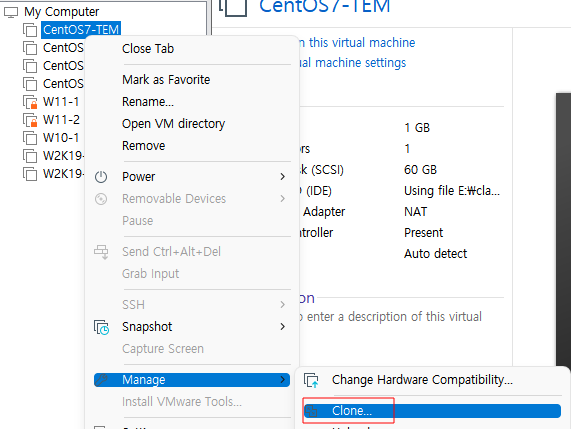 My Computer
CentOS7-TEM
CentOS
CentOS
CentOS
W11-1
W11-2
W10-1
W2K19-
W2K19-
Close Tab
Mark as Favorite
Rename...
Open VM directory
Remove
Power
Removable Devices
Pause
Send Ctrl+Alt+Del
Grab Input
SSH
Snapshot
Capture Screen
Manage
Install VMware Tools...
CentOS7-TEM
n this virtual machine
ual machine settings
1 GB
ors 1
k (SCSI) 60 GB
(IDE) Using file E:₩cla...
Adapter NAT
ntroller Present
Auto detect
on
to enter a description of this virtual
Change Hardware Compatibility...
Clone...